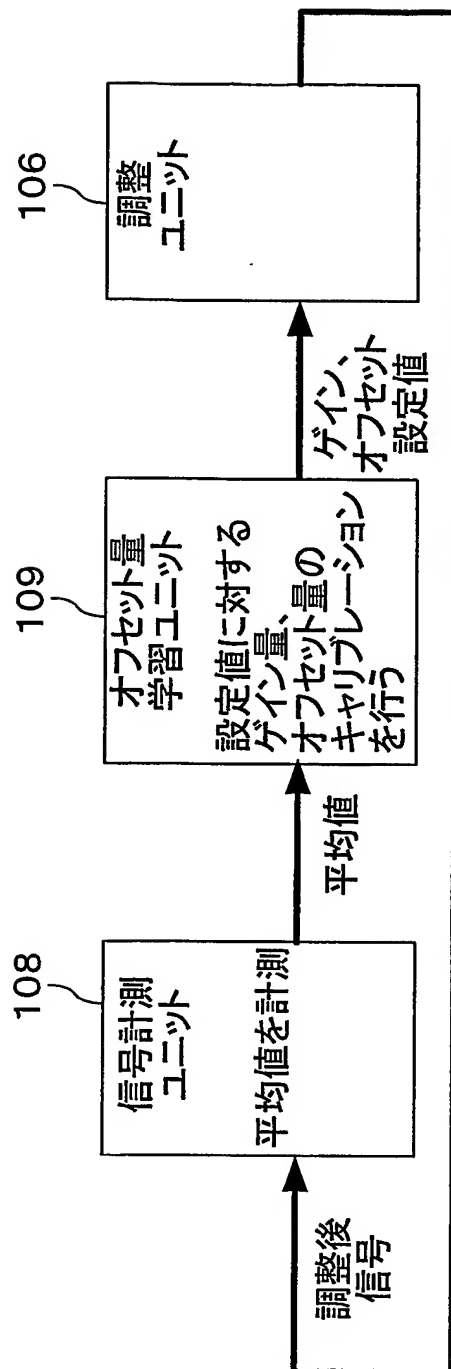 調整後
信号
108
信号計測
ユニット
平均値を計測
平均値
109
オフセット量
学習ユニット
設定値に対する
ゲイン量、
オフセット量の
キャリブレーション
を行う
ゲイン、
オフセット
設定値
106
調整
ユニット